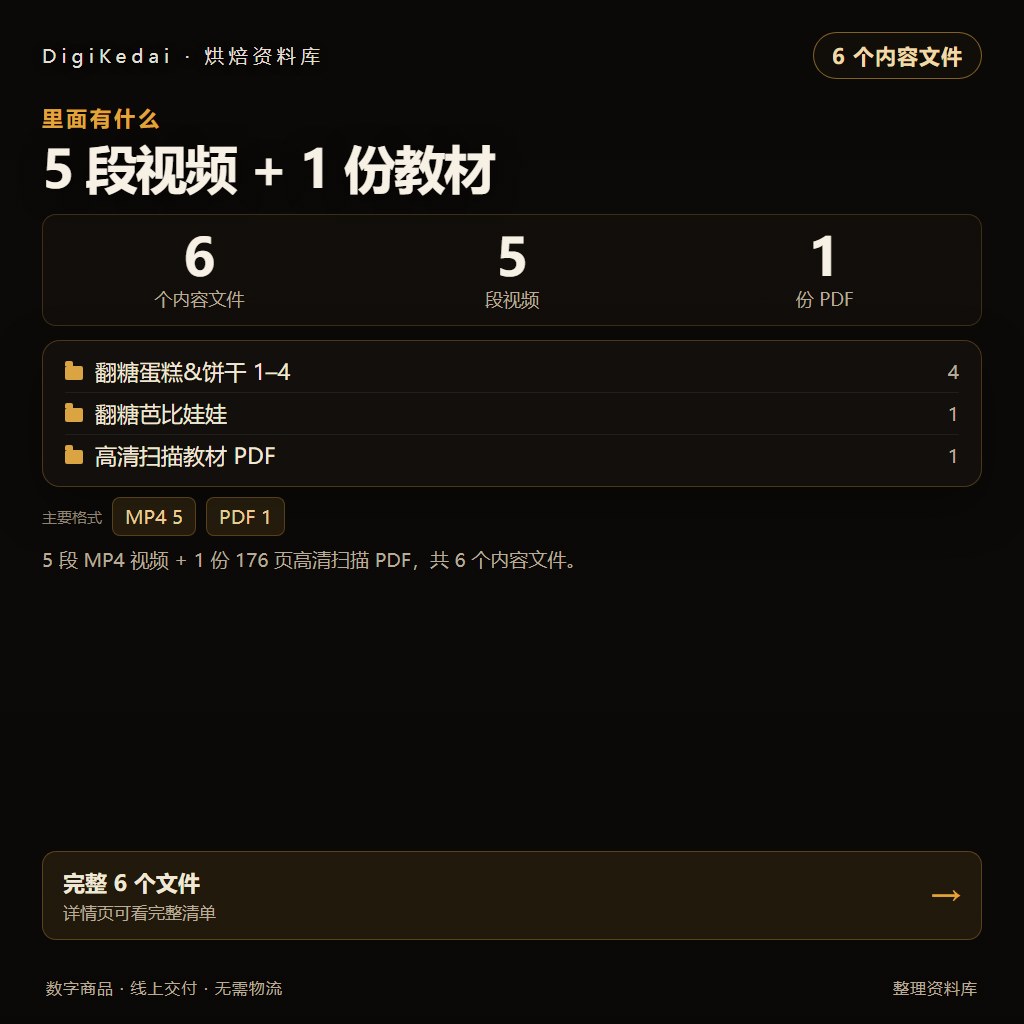 DigiKedai · 烘焙资料库
6 个内容文件
里面有什么
5 段视频 + 1 份教材
6
个内容文件
5
段视频
1
份 PDF
翻糖蛋糕&饼干 1–4
4
翻糖芭比娃娃
1
高清扫描教材 PDF
1
主要格式
MP4 5
PDF 1
5 段 MP4 视频 + 1 份 176 页高清扫描 PDF，共 6 个内容文件。
完整 6 个文件
详情页可看完整清单
→
数字商品 · 线上交付 · 无需物流
整理资料库